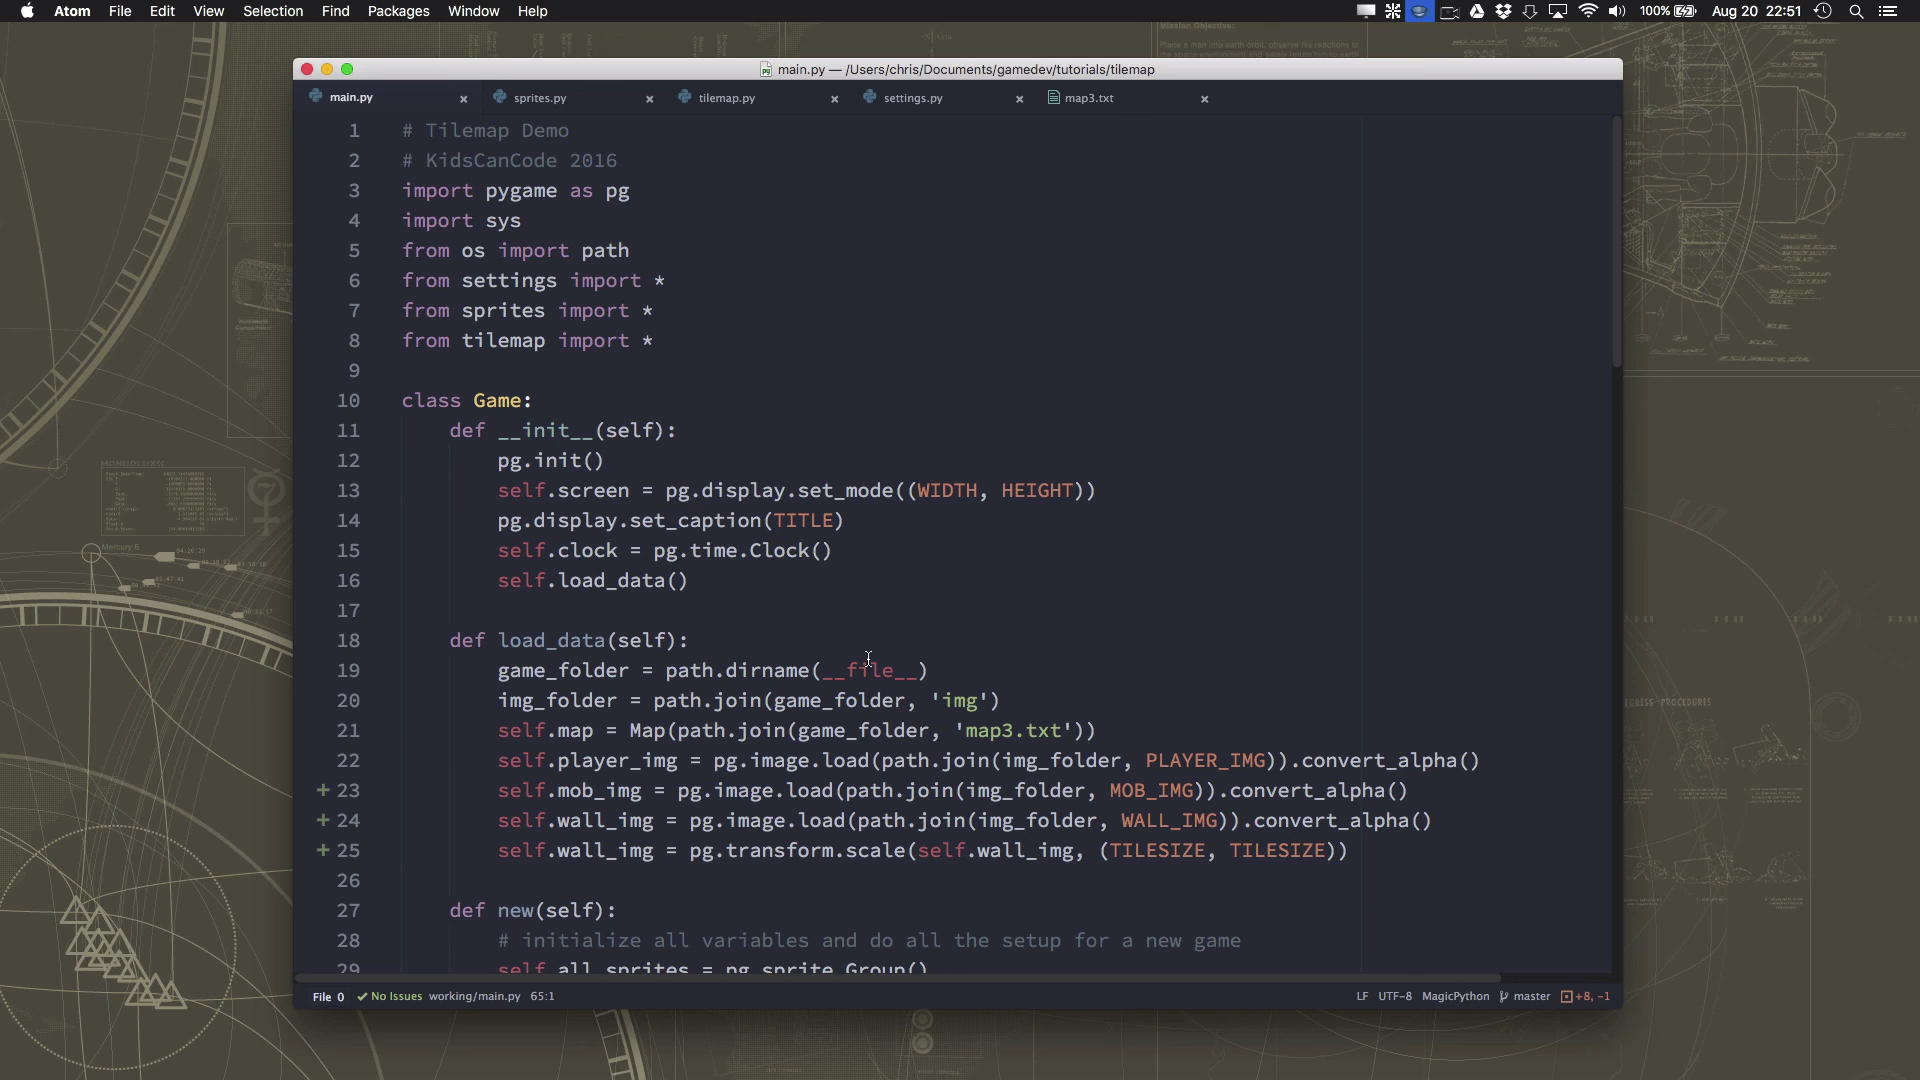 Atom File Edit View Selection Find Packages Window Help 100% Aug 20 22:51
Mission Objective:
main.py — /Users/chris/Documents/gamedev/tutorials/tilemap
main.py sprites.py tilemap.py settings.py map3.txt
1 # Tilemap Demo
2 # KidsCanCode 2016
3 import pygame as pg
4 import sys
5 from os import path
6 from settings import *
7 from sprites import *
8 from tilemap import *
9
10 class Game:
11 def __init__(self):
12 pg.init()
13 self.screen = pg.display.set_mode((WIDTH, HEIGHT))
14 pg.display.set_caption(TITLE)
15 self.clock = pg.time.Clock()
16 self.load_data()
17
18 def load_data(self):
19 game_folder = path.dirname(__file__)
20 img_folder = path.join(game_folder, 'img')
21 self.map = Map(path.join(game_folder, 'map3.txt'))
22 self.player_img = pg.image.load(path.join(img_folder, PLAYER_IMG)).convert_alpha()
+ 23 self.mob_img = pg.image.load(path.join(img_folder, MOB_IMG)).convert_alpha()
+ 24 self.wall_img = pg.image.load(path.join(img_folder, WALL_IMG)).convert_alpha()
+ 25 self.wall_img = pg.transform.scale(self.wall_img, (TILESIZE, TILESIZE))
26
27 def new(self):
28 # initialize all variables and do all the setup for a new game
29 self.all_sprites = pg.sprite.Group()
File 0 No Issues working/main.py 65:1 LF UTF-8 MagicPython master +8, -1